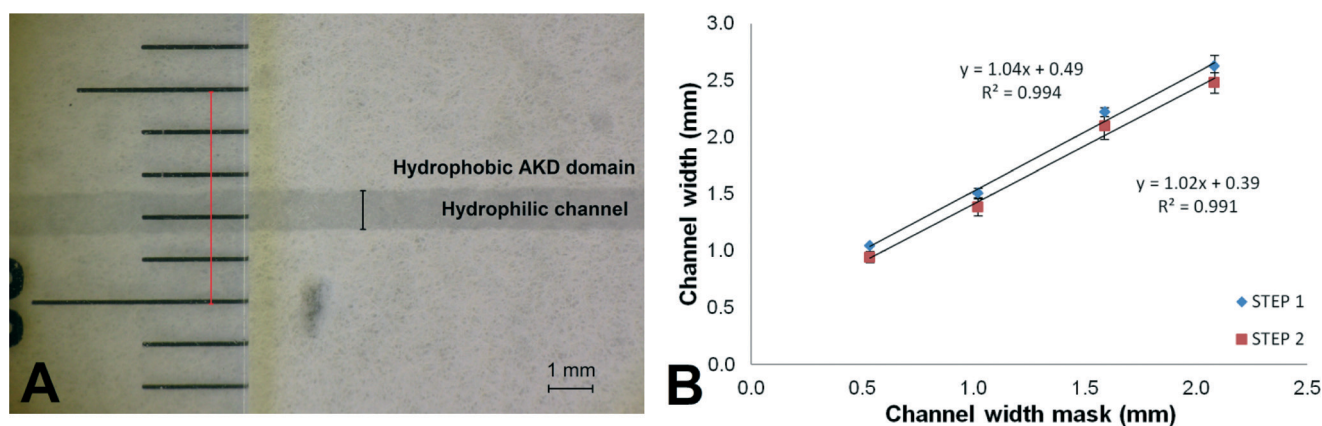 Hydrophobic AKD domain
Hydrophilic channel
1 mm
A
Channel width (mm)
3.0
2.5
2.0
1.5
1.0
0.5
0.0
0.0 0.5 1.0 1.5 2.0 2.5
y = 1.04x + 0.49
R² = 0.994
y = 1.02x + 0.39
R² = 0.991
STEP 1
STEP 2
Channel width mask (mm)
B